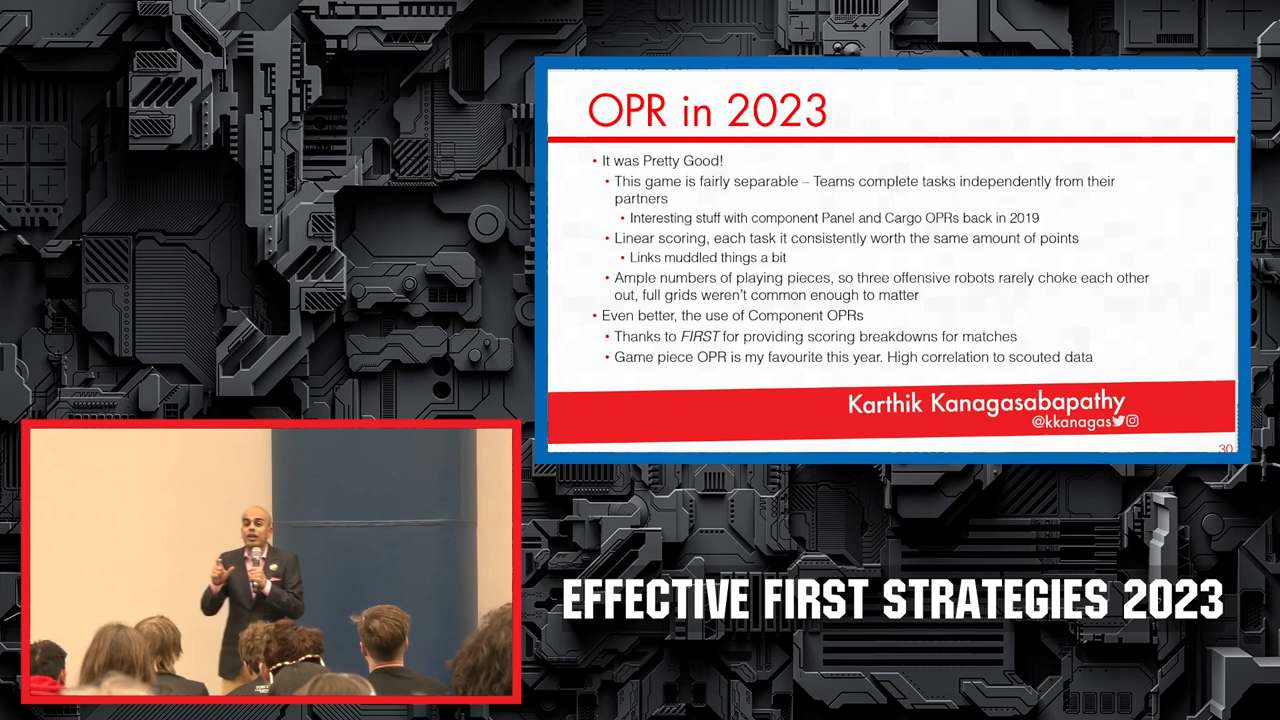 OPR in 2023
• It was Pretty Good!
• This game is fairly separable – Teams complete tasks independently from their
partners
• Interesting stuff with component Panel and Cargo OPRs back in 2019
• Linear scoring, each task it consistently worth the same amount of points
• Links muddled things a bit
• Ample numbers of playing pieces, so three offensive robots rarely choke each other
out, full grids weren't common enough to matter
• Even better, the use of Component OPRs
• Thanks to FIRST for providing scoring breakdowns for matches
• Game piece OPR is my favourite this year. High correlation to scouted data
Karthik Kanagasabapathy
@kkanagas
30
EFFECTIVE FIRST STRATEGIES 2023